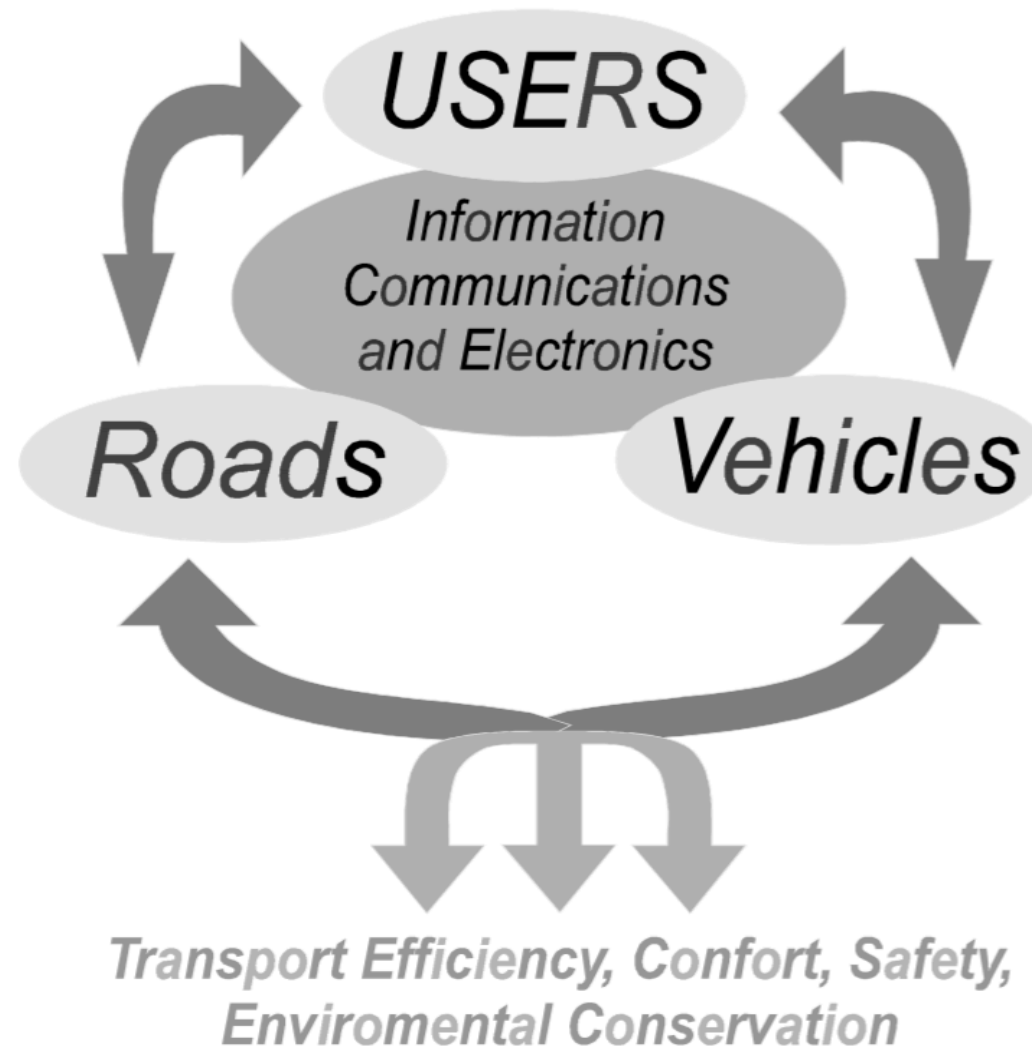 USERS
Information
Communications
and Electronics
Roads
Vehicles
Transport Efficiency, Confort, Safety,
Enviromental Conservation